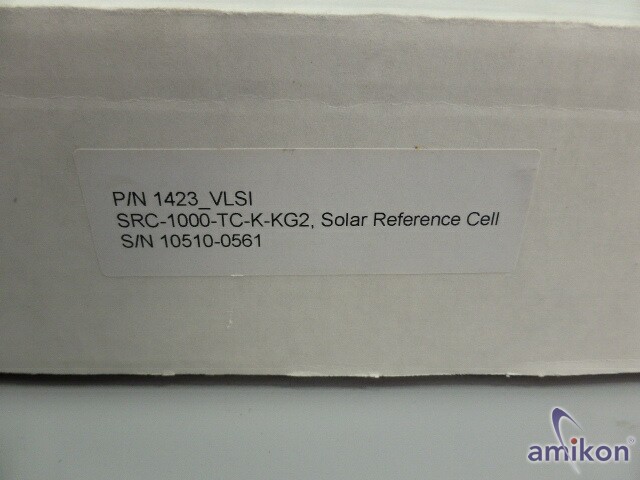 P/N 1423_VLSI
SRC-1000-TC-K-KG2, Solar Reference Cell
S/N 10510-0561
amikon®